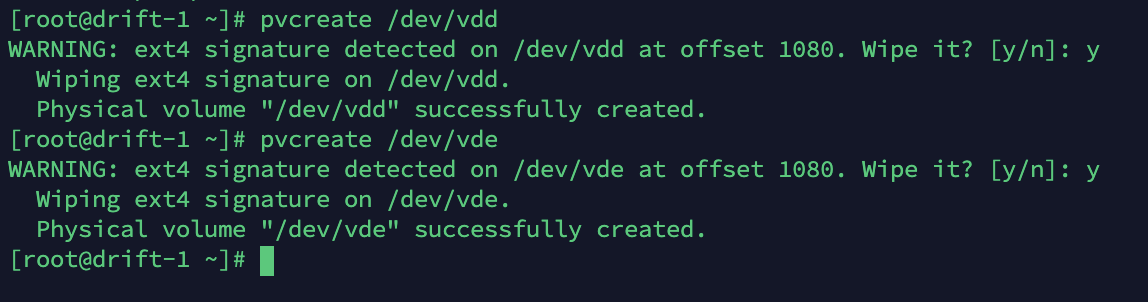 [root@drift-1 ~]# pvcreate /dev/vdd
WARNING: ext4 signature detected on /dev/vdd at offset 1080. Wipe it? [y/n]: y
  Wiping ext4 signature on /dev/vdd.
  Physical volume "/dev/vdd" successfully created.
[root@drift-1 ~]# pvcreate /dev/vde
WARNING: ext4 signature detected on /dev/vde at offset 1080. Wipe it? [y/n]: y
  Wiping ext4 signature on /dev/vde.
  Physical volume "/dev/vde" successfully created.
[root@drift-1 ~]#